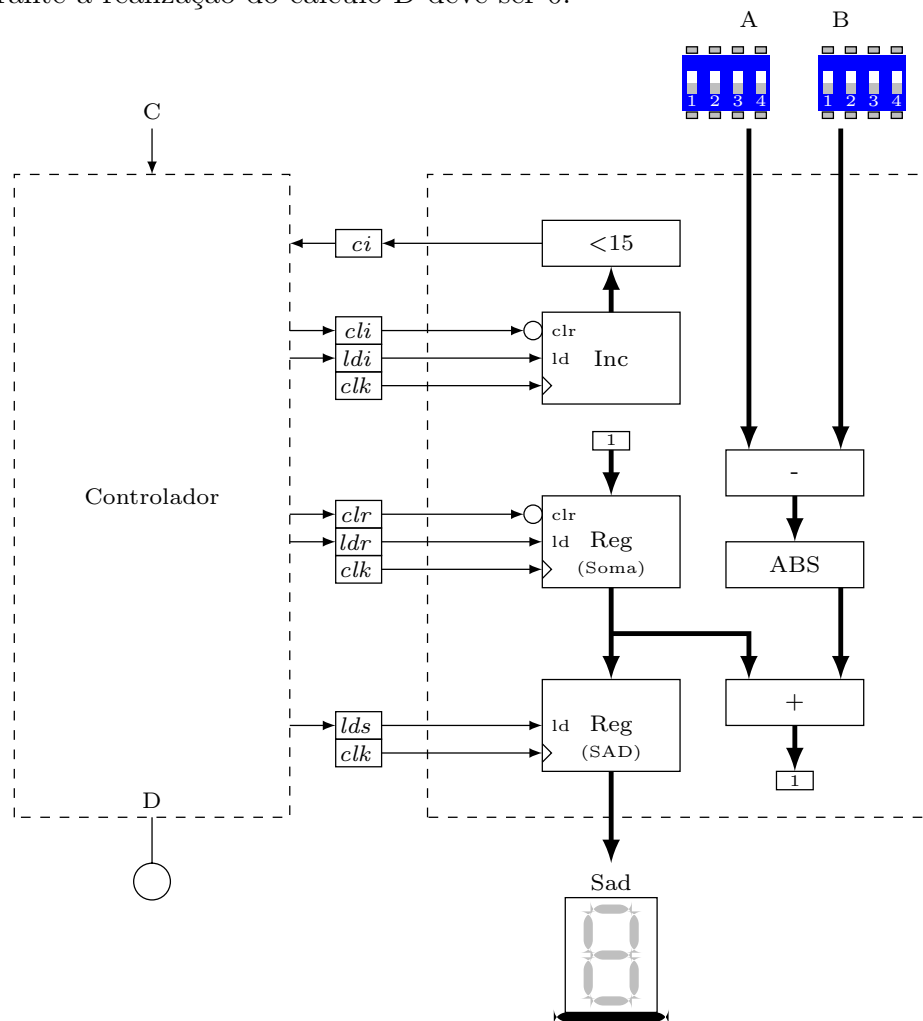 rante a realização do cálculo D deve ser 0.
A B
1 2 3 4 1 2 3 4
C
ci <15
cli clr
ldi ld Inc
clk
1
-
Controlador
clr clr
ldr ld Reg
clk (Soma)
ABS
lds ld Reg
clk (SAD)
+
1
D
Sad